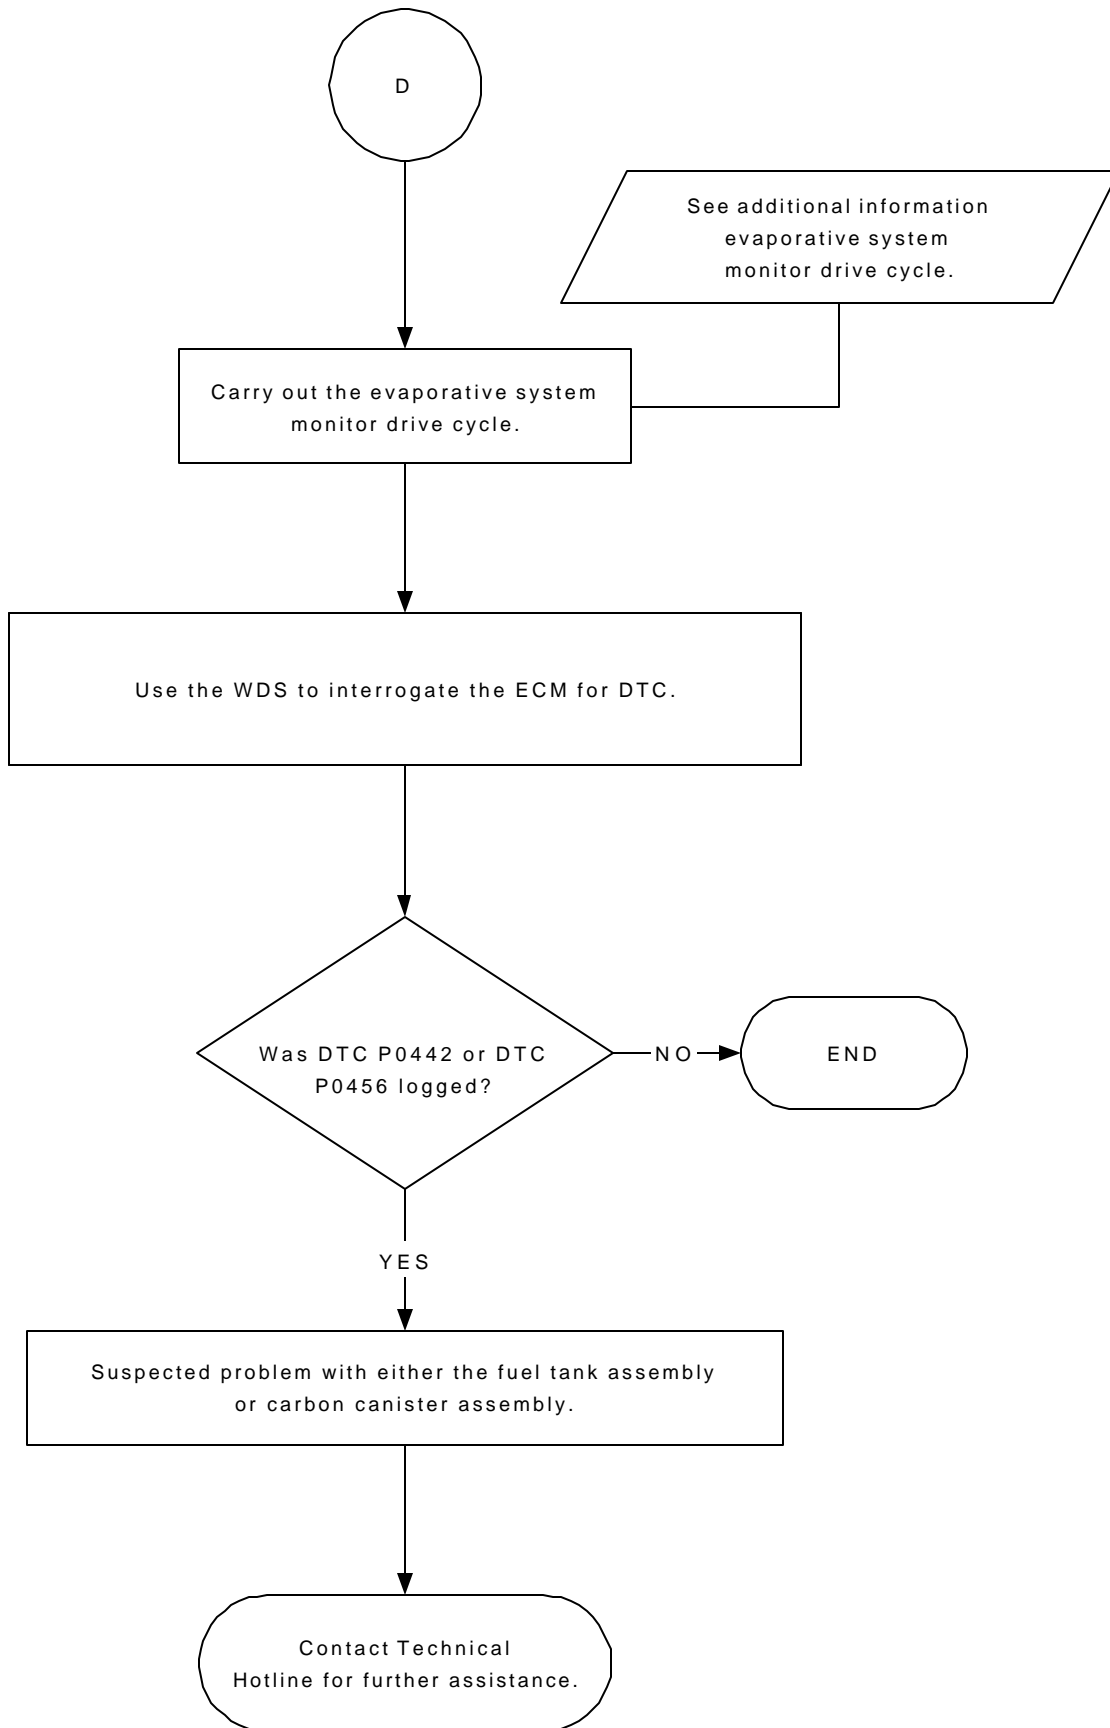 D
See additional information
evaporative system
monitor drive cycle.
Carry out the evaporative system
monitor drive cycle.
Use the WDS to interrogate the ECM for DTC.
Was DTC P0442 or DTC
P0456 logged?
NO
END
YES
Suspected problem with either the fuel tank assembly
or carbon canister assembly.
Contact Technical
Hotline for further assistance.